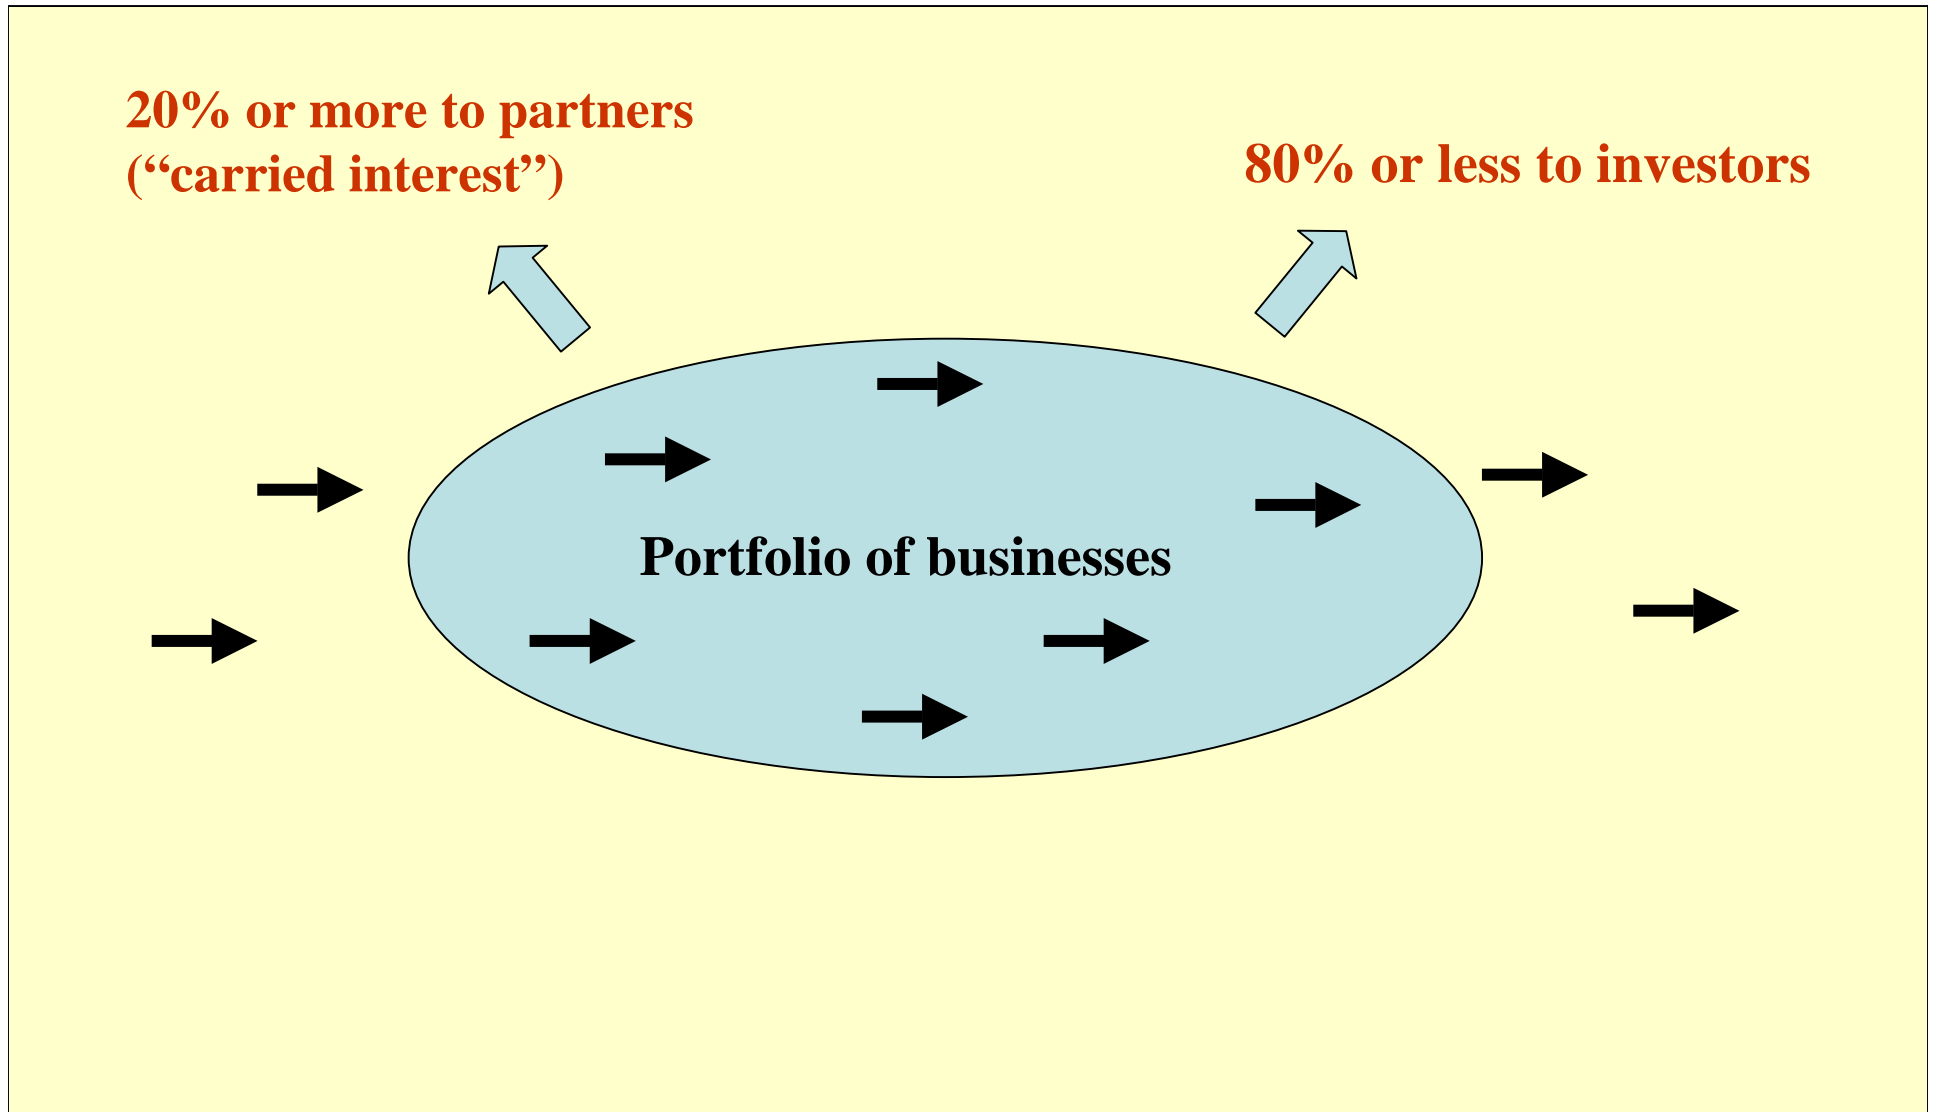 20% or more to partners
(“carried interest”)
80% or less to investors
Portfolio of businesses